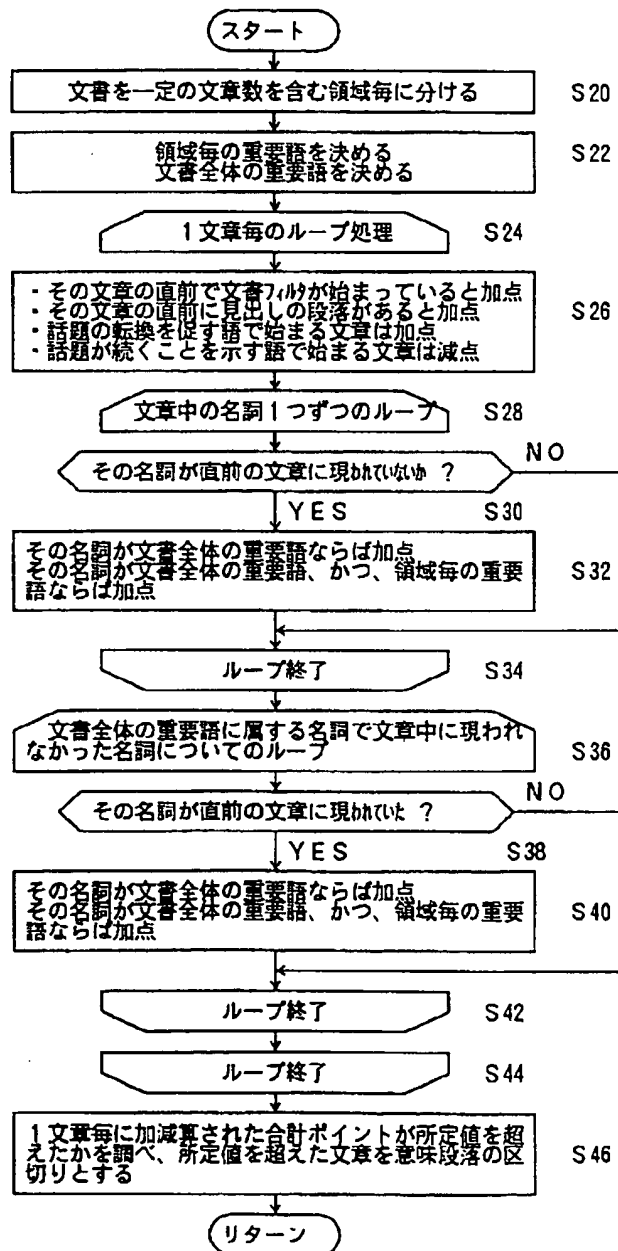 スタート
文書を一定の文章数を含む領域毎に分ける S20
領域毎の重要語を決める
文書全体の重要語を決める S22
1文章毎のループ処理 S24
・その文章の直前で文書フィルタが始まっていると加点
・その文章の直前に見出しの段落があると加点
・話題の転換を促す語で始まる文章は加点
・話題が続くことを示す語で始まる文章は減点
S26
文章中の名詞1つずつのループ S28
その名詞が直前の文章に現われていないか ? NO
YES S30
その名詞が文書全体の重要語ならば加点
その名詞が文書全体の重要語、かつ、領域毎の重要
語ならば加点
S32
ループ終了 S34
文書全体の重要語に属する名詞で文章中に現われ
なかった名詞についてのループ
S36
その名詞が直前の文章に現われていた ? NO
YES S38
その名詞が文書全体の重要語ならば加点
その名詞が文書全体の重要語、かつ、領域毎の重要
語ならば加点
S40
ループ終了 S42
ループ終了 S44
1文章毎に加減算された合計ポイントが所定値を超
えたかを調べ、所定値を超えた文章を意味段落の区
切りとする
S46
リターン